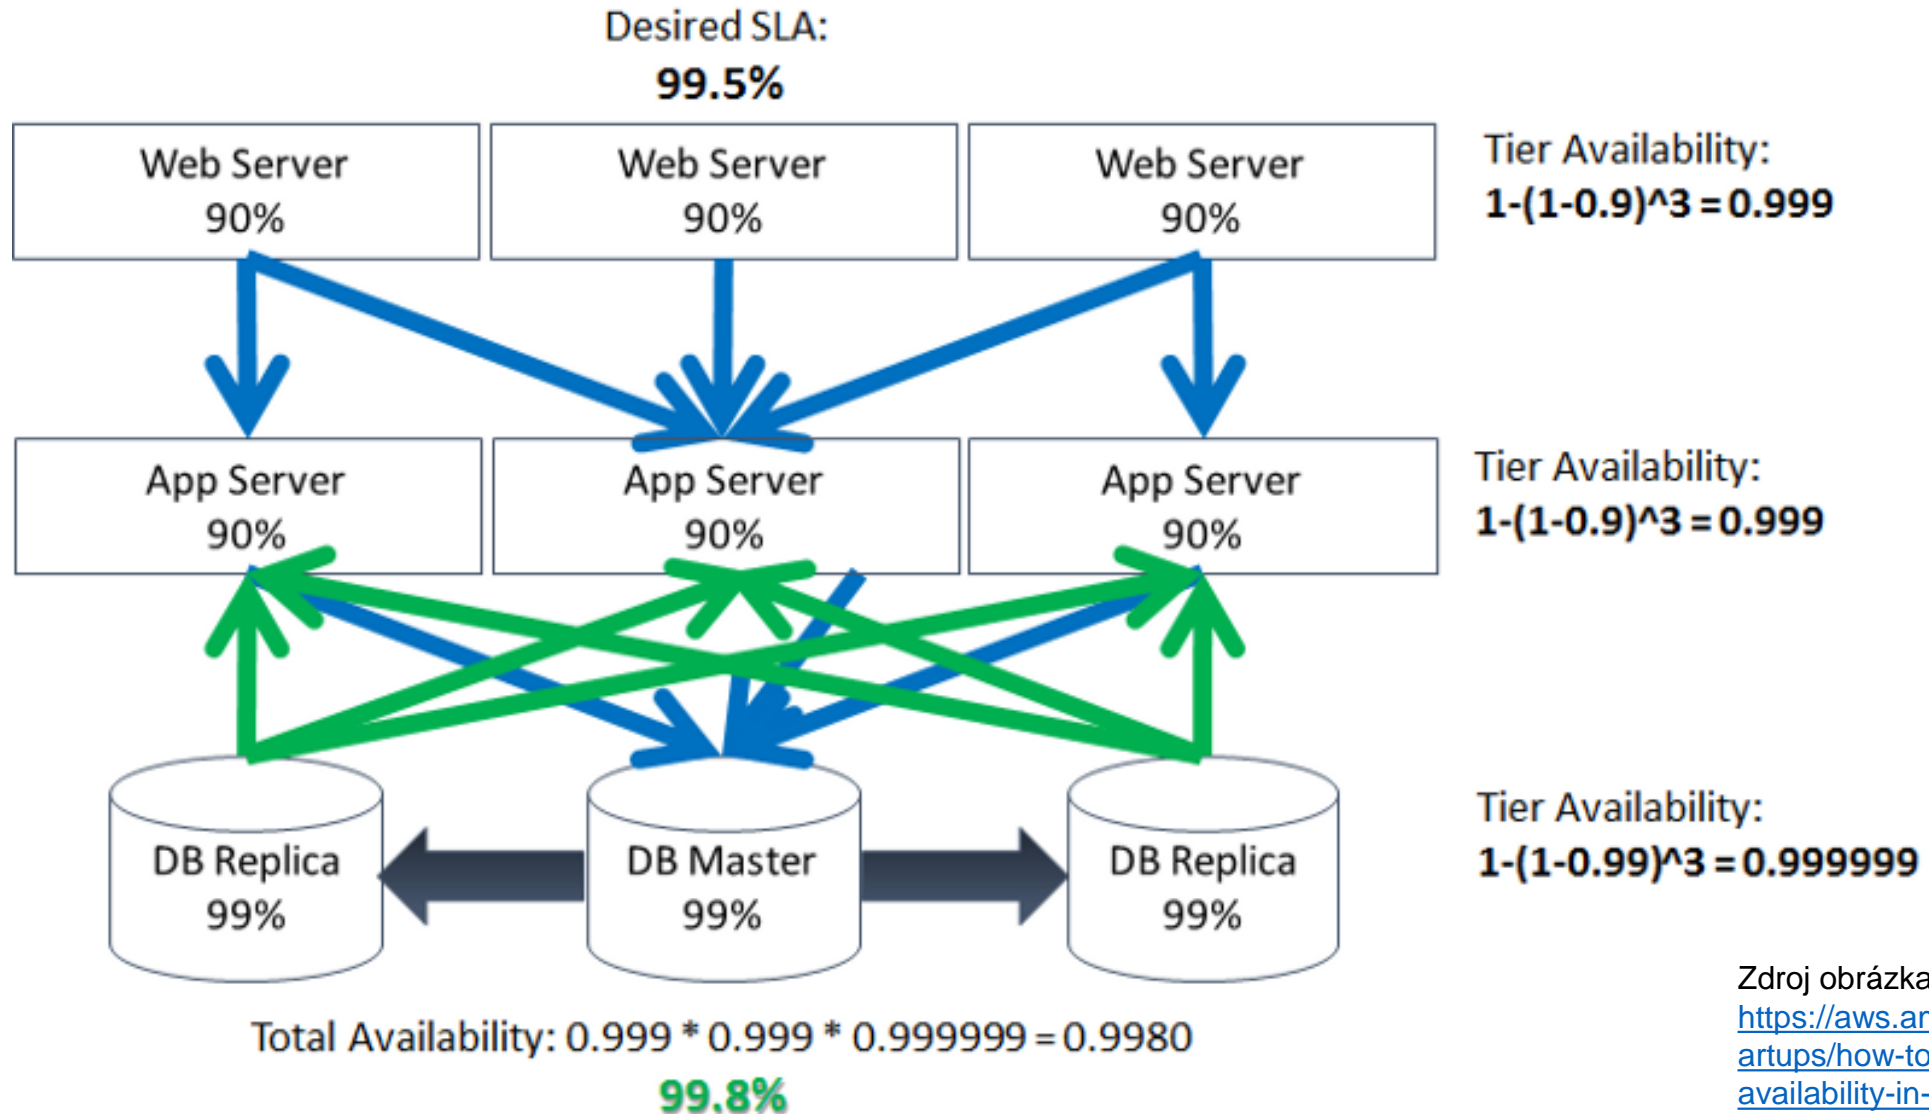 Desired SLA:
99.5%
Web Server
90%
Web Server
90%
Web Server
90%
Tier Availability:
1-(1-0.9)^3 = 0.999
App Server
90%
App Server
90%
App Server
90%
Tier Availability:
1-(1-0.9)^3 = 0.999
DB Replica
99%
DB Master
99%
DB Replica
99%
Tier Availability:
1-(1-0.99)^3 = 0.999999
Total Availability: 0.999 * 0.999 * 0.999999 = 0.9980
99.8%
Zdroj obrázka
https://aws.a
artups/how-to
availability-in-